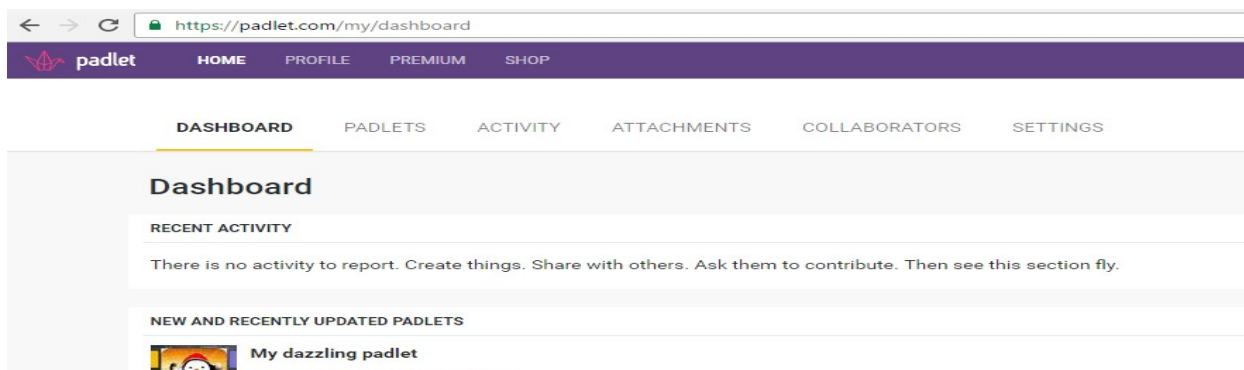 https://padlet.com/my/dashboard
padlet HOME PROFILE PREMIUM SHOP
DASHBOARD PADLETS ACTIVITY ATTACHMENTS COLLABORATORS SETTINGS
Dashboard
RECENT ACTIVITY
There is no activity to report. Create things. Share with others. Ask them to contribute. Then see this section fly.
NEW AND RECENTLY UPDATED PADLETS
My dazzling padlet